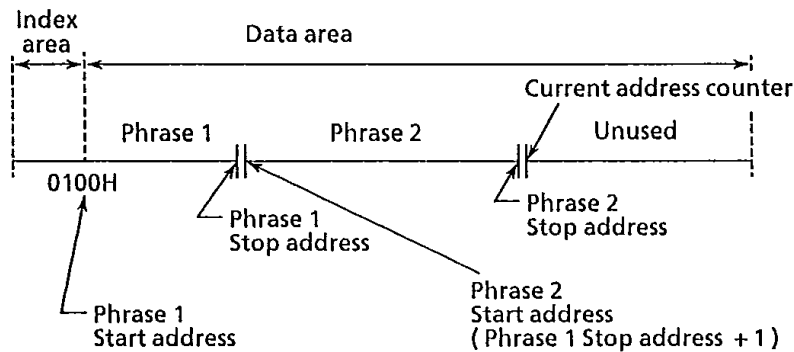 Index
area
Data area
Current address counter
Phrase 1
Phrase 2
Unused
0100H
Phrase 1
Stop address
Phrase 2
Stop address
Phrase 1
Start address
Phrase 2
Start address
( Phrase 1 Stop address + 1 )